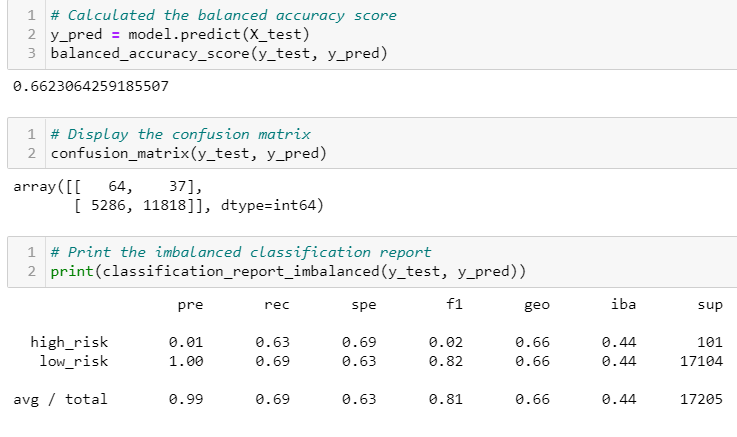 1 # Calculated the balanced accuracy score
2 y_pred = model.predict(X_test)
3 balanced_accuracy_score(y_test, y_pred)
0.6623064259185507
1 # Display the confusion matrix
2 confusion_matrix(y_test, y_pred)
array([[   64,    37],
       [ 5286, 11818]], dtype=int64)
1 # Print the imbalanced classification report
2 print(classification_report_imbalanced(y_test, y_pred))
pre rec spe f1 geo iba sup
high_risk 0.01 0.63 0.69 0.02 0.66 0.44 101
low_risk 1.00 0.69 0.63 0.82 0.66 0.44 17104
avg / total 0.99 0.69 0.63 0.81 0.66 0.44 17205